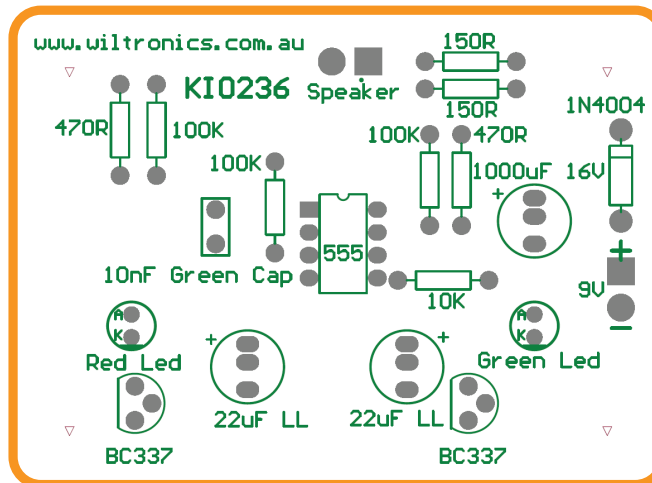 www.wiltronics.com.au
KIO236
Speaker
150R
150R
470R
100K
100K
100K
470R
1000uF
+
1N4004
16V
555
10nF Green Cap
10K
+
9V
−
A
K
Red Led
+
22uF LL
+
22uF LL
A
K
Green Led
BC337
BC337